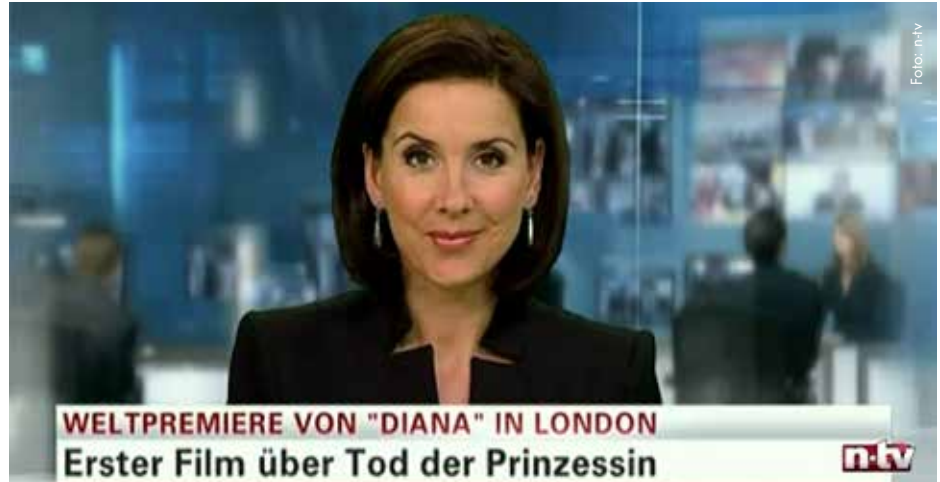 Foto: n-tv
WELTPREMIERE VON "DIANA" IN LONDON
Erster Film über Tod der Prinzessin
n-tv